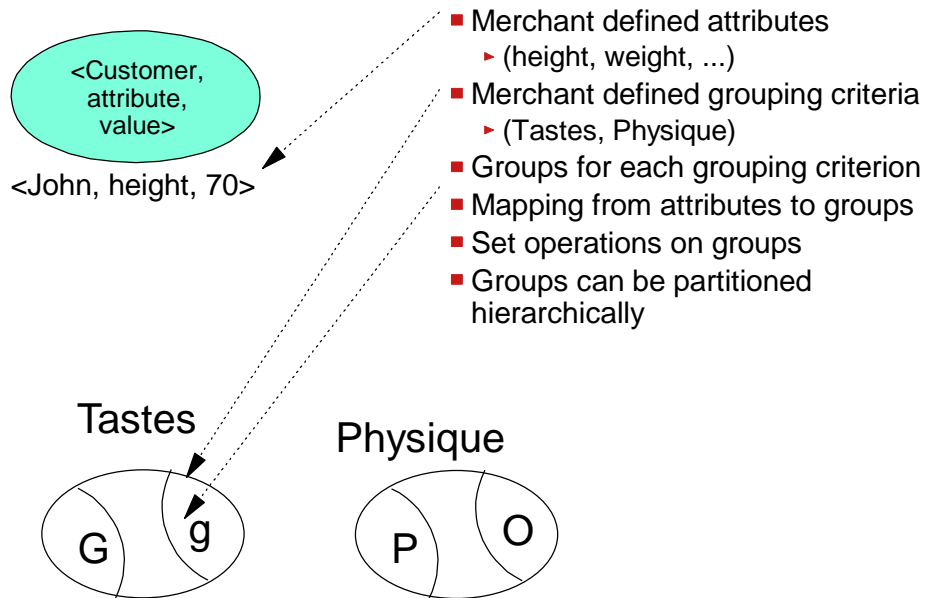 <Customer,
attribute,
value>
<John, height, 70>
Merchant defined attributes
(height, weight, ...)
Merchant defined grouping criteria
(Tastes, Physique)
Groups for each grouping criterion
Mapping from attributes to groups
Set operations on groups
Groups can be partitioned
hierarchically
Tastes
G
g
Physique
P
O